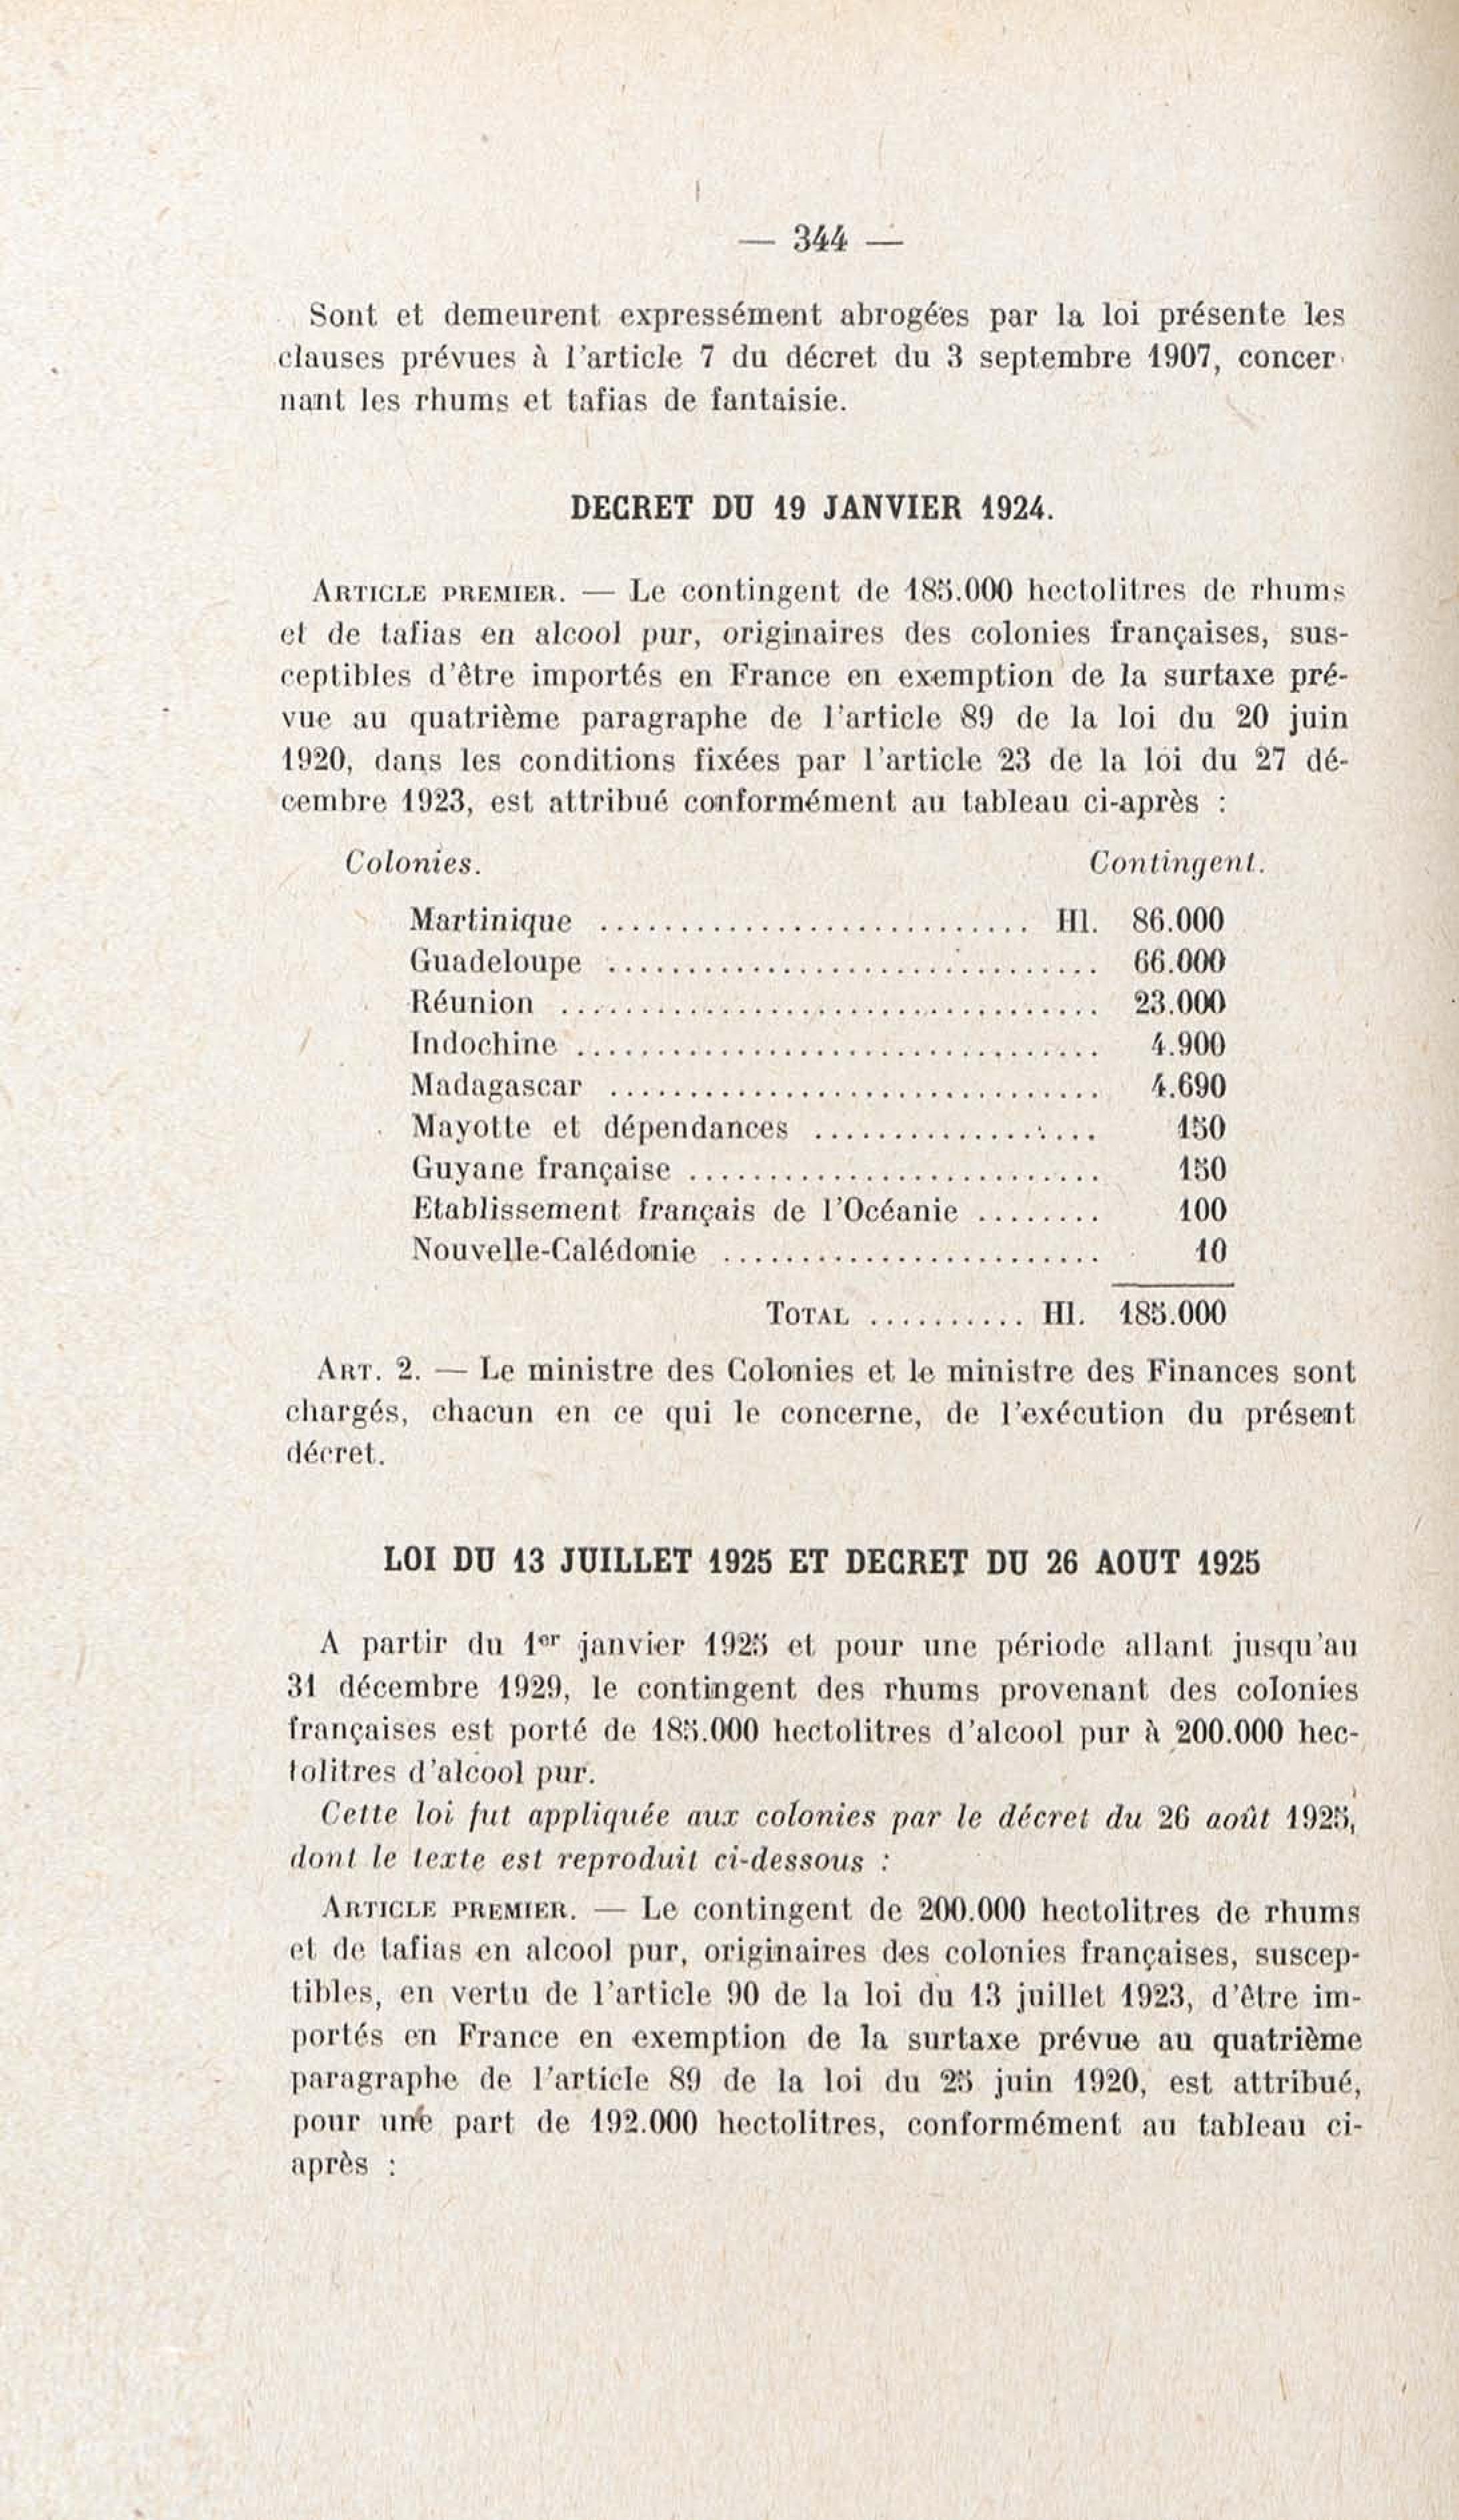 — 344 —
Sont et demeurent expressément abrogées par la loi présente les
clauses prévues à l'article 7 du décret du 3 septembre 1907, concer-
nant les rhums et tafias de fantaisie.
DECRET DU 19 JANVIER 1924.
ARTICLE PREMIER. — Le contingent de 185.000 hectolitres de rhums
et de tafias en alcool pur, originaires des colonies françaises, sus-
ceptibles d'être importés en France en exemption de la surtaxe pré-
vue au quatrième paragraphe de l'article 89 de la loi du 20 juin
1920, dans les conditions fixées par l'article 23 de la loi du 27 dé-
cembre 1923, est attribué conformément au tableau ci-après :
Colonies. Contingent.
Martinique ........................... Hl. 86.000
Guadeloupe ............................... 66.000
Réunion .................................. 23.000
Indochine ................................. 4.900
Madagascar ............................... 4.690
Mayotte et dépendances .................. 150
Guyane française .......................... 150
Etablissement français de l'Océanie ........ 100
Nouvelle-Calédonie ........................ 10
TOTAL .......... Hl. 185.000
ART. 2. — Le ministre des Colonies et le ministre des Finances sont
chargés, chacun en ce qui le concerne, de l'exécution du présent
décret.
LOI DU 13 JUILLET 1925 ET DECRET DU 26 AOUT 1925
A partir du 1er janvier 1925 et pour une période allant jusqu'au
31 décembre 1929, le contingent des rhums provenant des colonies
françaises est porté de 185.000 hectolitres d'alcool pur à 200.000 hec-
tolitres d'alcool pur.
Cette loi fut appliquée aux colonies par le décret du 26 août 1925,
dont le texte est reproduit ci-dessous :
ARTICLE PREMIER. — Le contingent de 200.000 hectolitres de rhums
et de tafias en alcool pur, originaires des colonies françaises, suscep-
tibles, en vertu de l'article 90 de la loi du 13 juillet 1923, d'être im-
portés en France en exemption de la surtaxe prévue au quatrième
paragraphe de l'article 89 de la loi du 25 juin 1920, est attribué,
pour une part de 192.000 hectolitres, conformément au tableau ci-
après :